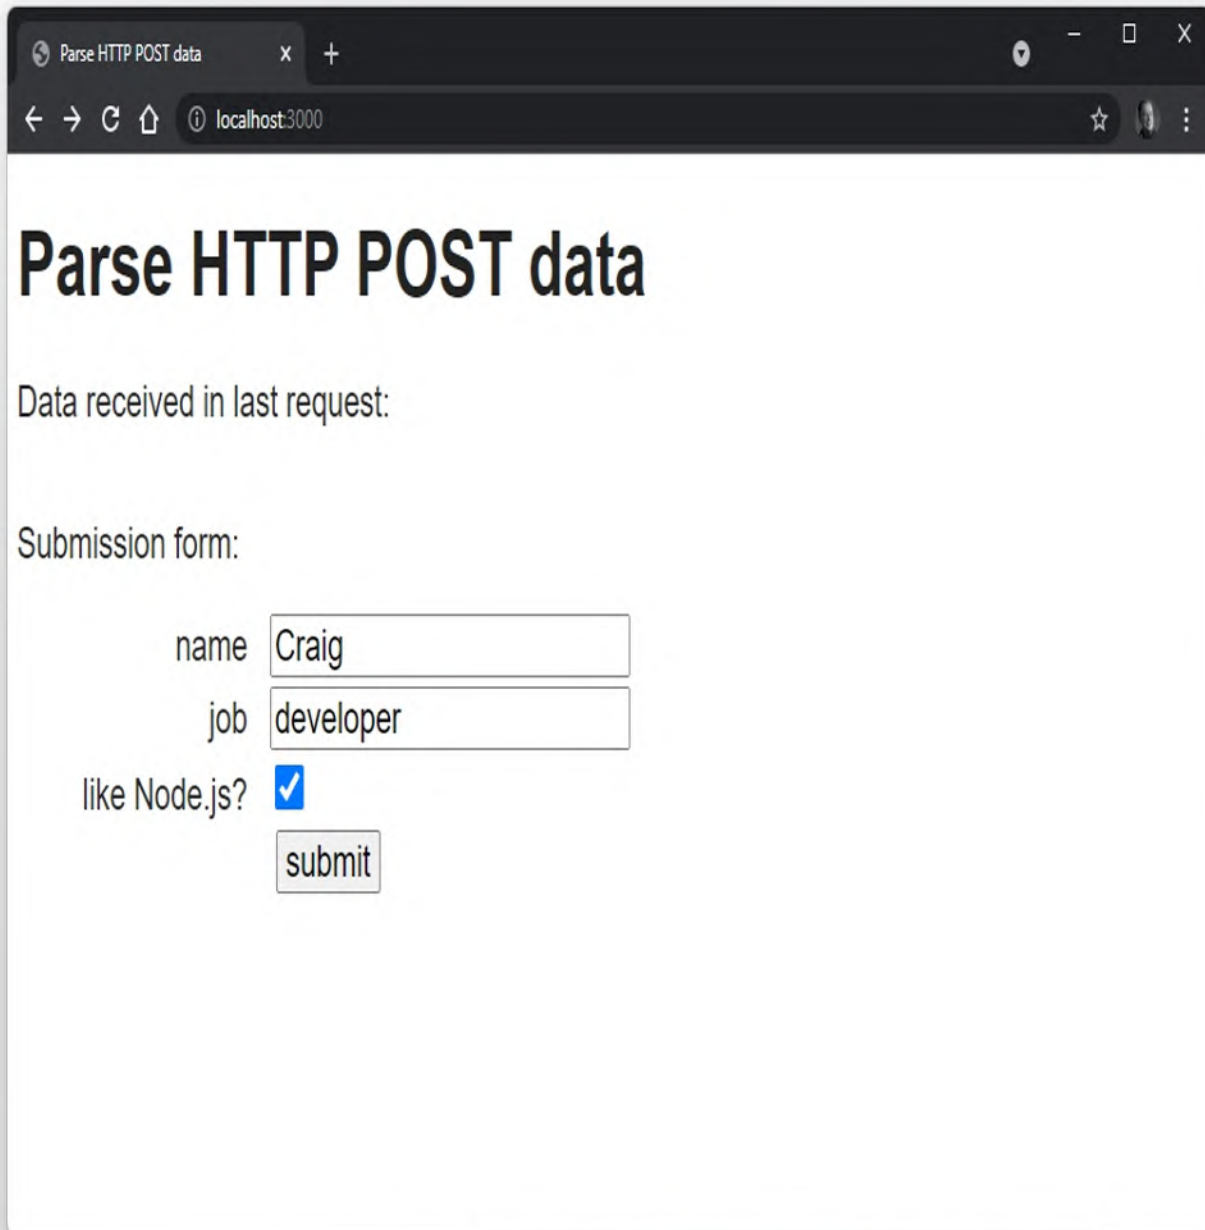 Parse HTTP POST data
localhost:3000
Parse HTTP POST data
Data received in last request:
Submission form:
name Craig
job developer
like Node.js?
submit